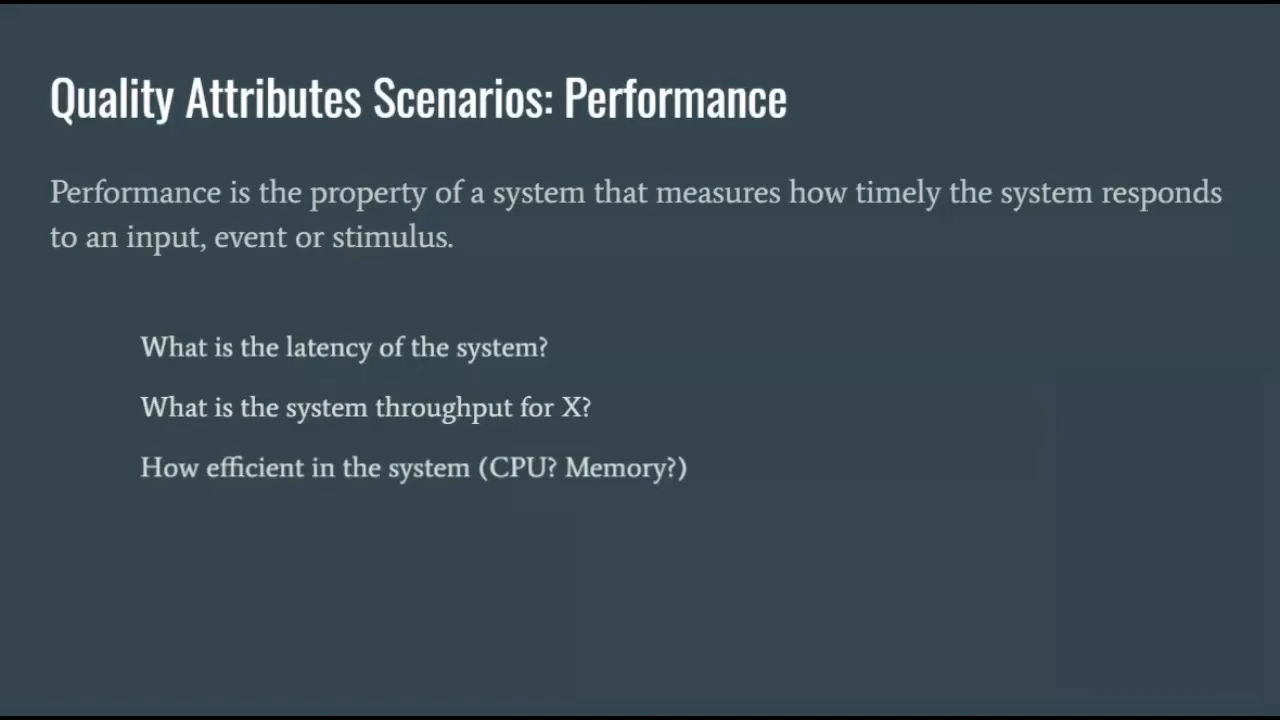 Quality Attributes Scenarios: Performance
Performance is the property of a system that measures how timely the system responds
to an input, event or stimulus.
What is the latency of the system?
What is the system throughput for X?
How efficient in the system (CPU? Memory?)